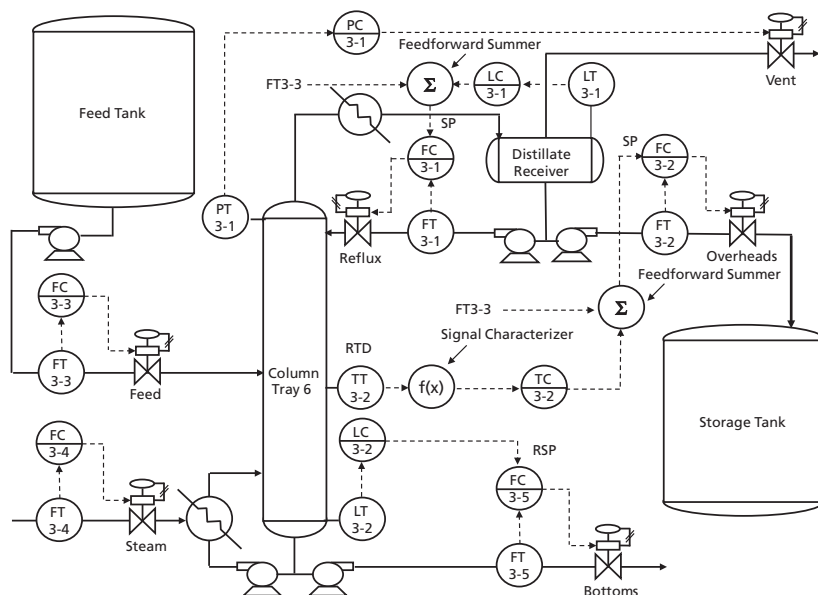 PC
3-1
Feedforward Summer
FT3-3
Σ
LC
3-1
LT
3-1
Vent
Feed Tank
SP
FC
3-1
Distillate
Receiver
SP
FC
3-2
PT
3-1
Reflux
FT
3-1
FT
3-2
Overheads
Feedforward Summer
FC
3-3
FT3-3
Σ
Signal Characterizer
FT
3-3
Feed
Column
Tray 6
RTD
TT
3-2
f(x)
TC
3-2
Storage Tank
FC
3-4
LC
3-2
RSP
FC
3-5
FT
3-4
Steam
LT
3-2
FT
3-5
Bottoms